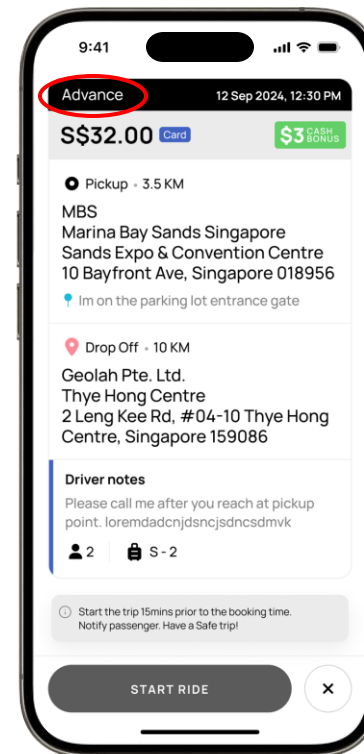 9:41
Advance 12 Sep 2024, 12:30 PM
S$32.00 Card $3 CASH BONUS
Pickup • 3.5 KM
MBS
Marina Bay Sands Singapore
Sands Expo & Convention Centre
10 Bayfront Ave, Singapore 018956
Im on the parking lot entrance gate
Drop Off • 10 KM
Geolah Pte. Ltd.
Thye Hong Centre
2 Leng Kee Rd, #04-10 Thye Hong
Centre, Singapore 159086
Driver notes
Please call me after you reach at pickup
point. loremdadcnjdsncjsdncsdmvk
2 S - 2
Start the trip 15mins prior to the booking time.
Notify passenger. Have a Safe trip!
START RIDE